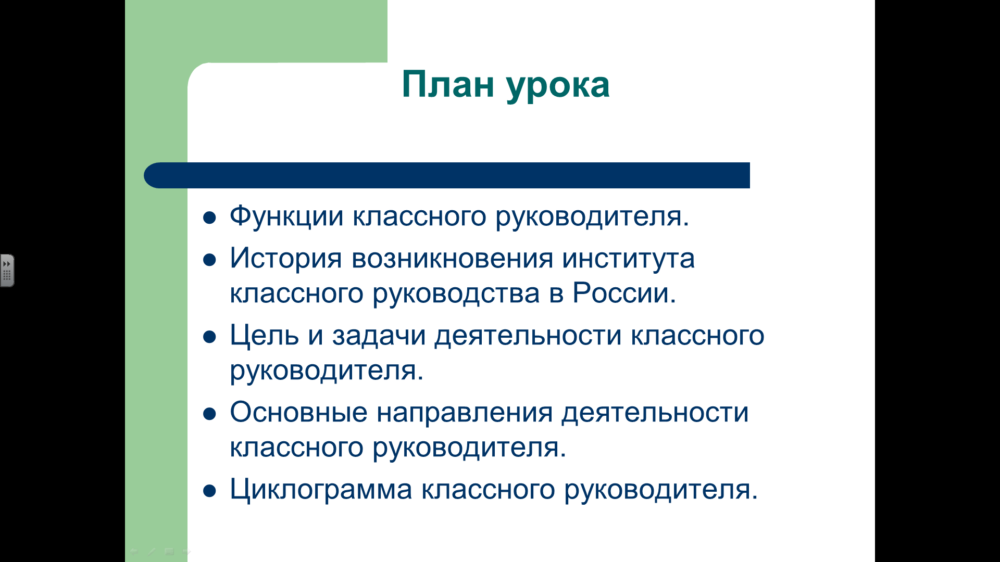 План урока
Функции классного руководителя.
История возникновения института
классного руководства в России.
Цель и задачи деятельности классного
руководителя.
Основные направления деятельности
классного руководителя.
Циклограмма классного руководителя.